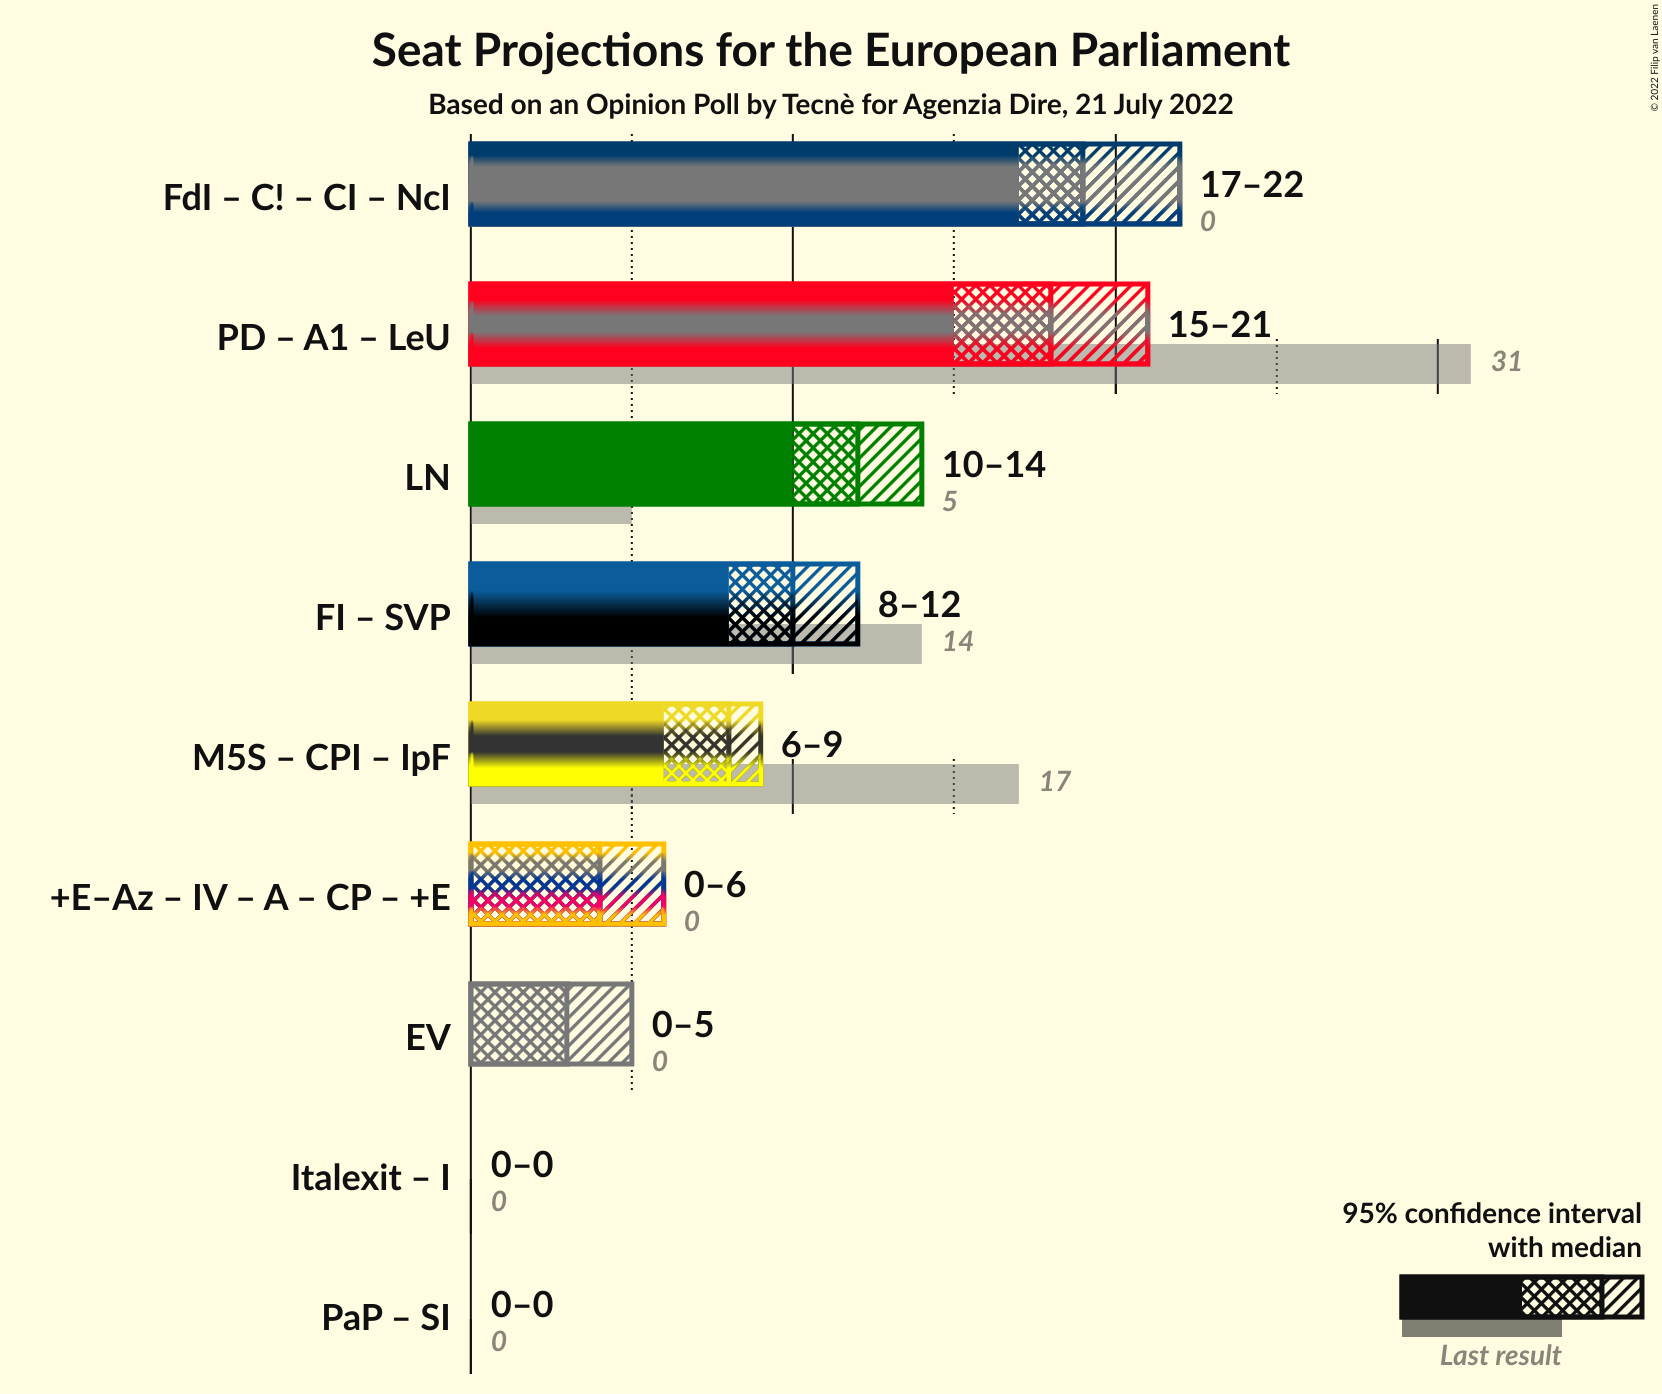 Seat Projections for the European Parliament
Based on an Opinion Poll by Tecnè for Agenzia Dire, 21 July 2022
© 2022 Filip van Laenen
FdI – C! – CI – NcI
17–22
0
PD – A1 – LeU
15–21
31
LN
10–14
5
FI – SVP
8–12
14
M5S – CPI – IpF
6–9
17
+E–Az – IV – A – CP – +E
0–6
0
EV
0–5
0
Italexit – I
0–0
0
PaP – SI
0–0
0
95% confidence interval
with median
Last result